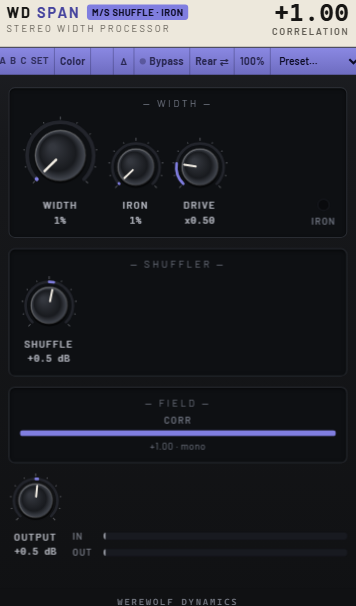 WD SPAN M/S SHUFFLE · IRON
STEREO WIDTH PROCESSOR
+1.00
CORRELATION
A B C SET Color Δ Bypass Rear ⇄ 100% Preset...
— WIDTH —
WIDTH IRON DRIVE
1% 1% x0.50
IRON
— SHUFFLER —
SHUFFLE
+0.5 dB
— FIELD —
CORR
+1.00 · mono
OUTPUT
+0.5 dB
IN
OUT
WEREWOLF DYNAMICS